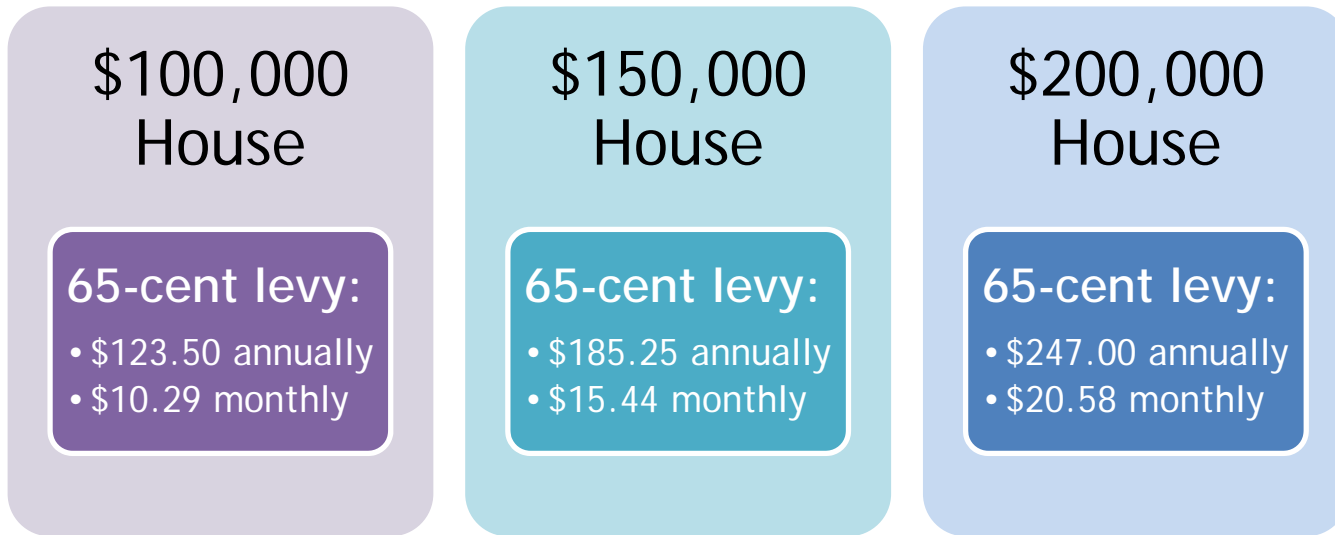 $100,000
House
65-cent levy:
• $123.50 annually
• $10.29 monthly
$150,000
House
65-cent levy:
• $185.25 annually
• $15.44 monthly
$200,000
House
65-cent levy:
• $247.00 annually
• $20.58 monthly